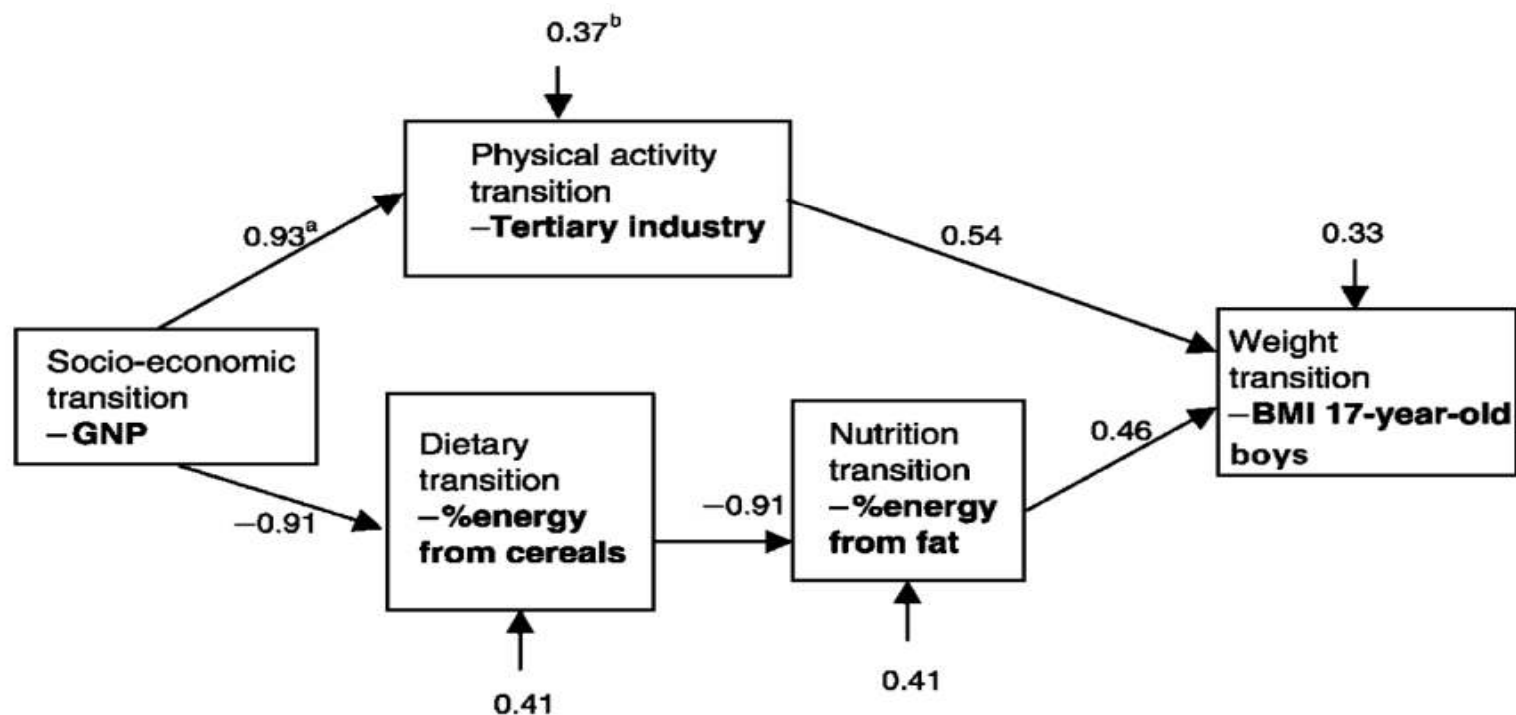 0.37b
Physical activity
transition
–Tertiary industry
0.93a
0.54
0.33
Socio-economic
transition
–GNP
Weight
transition
–BMI 17-year-old
boys
Dietary
transition
–%energy
from cereals
Nutrition
transition
–%energy
from fat
–0.91
–0.91
0.46
0.41
0.41